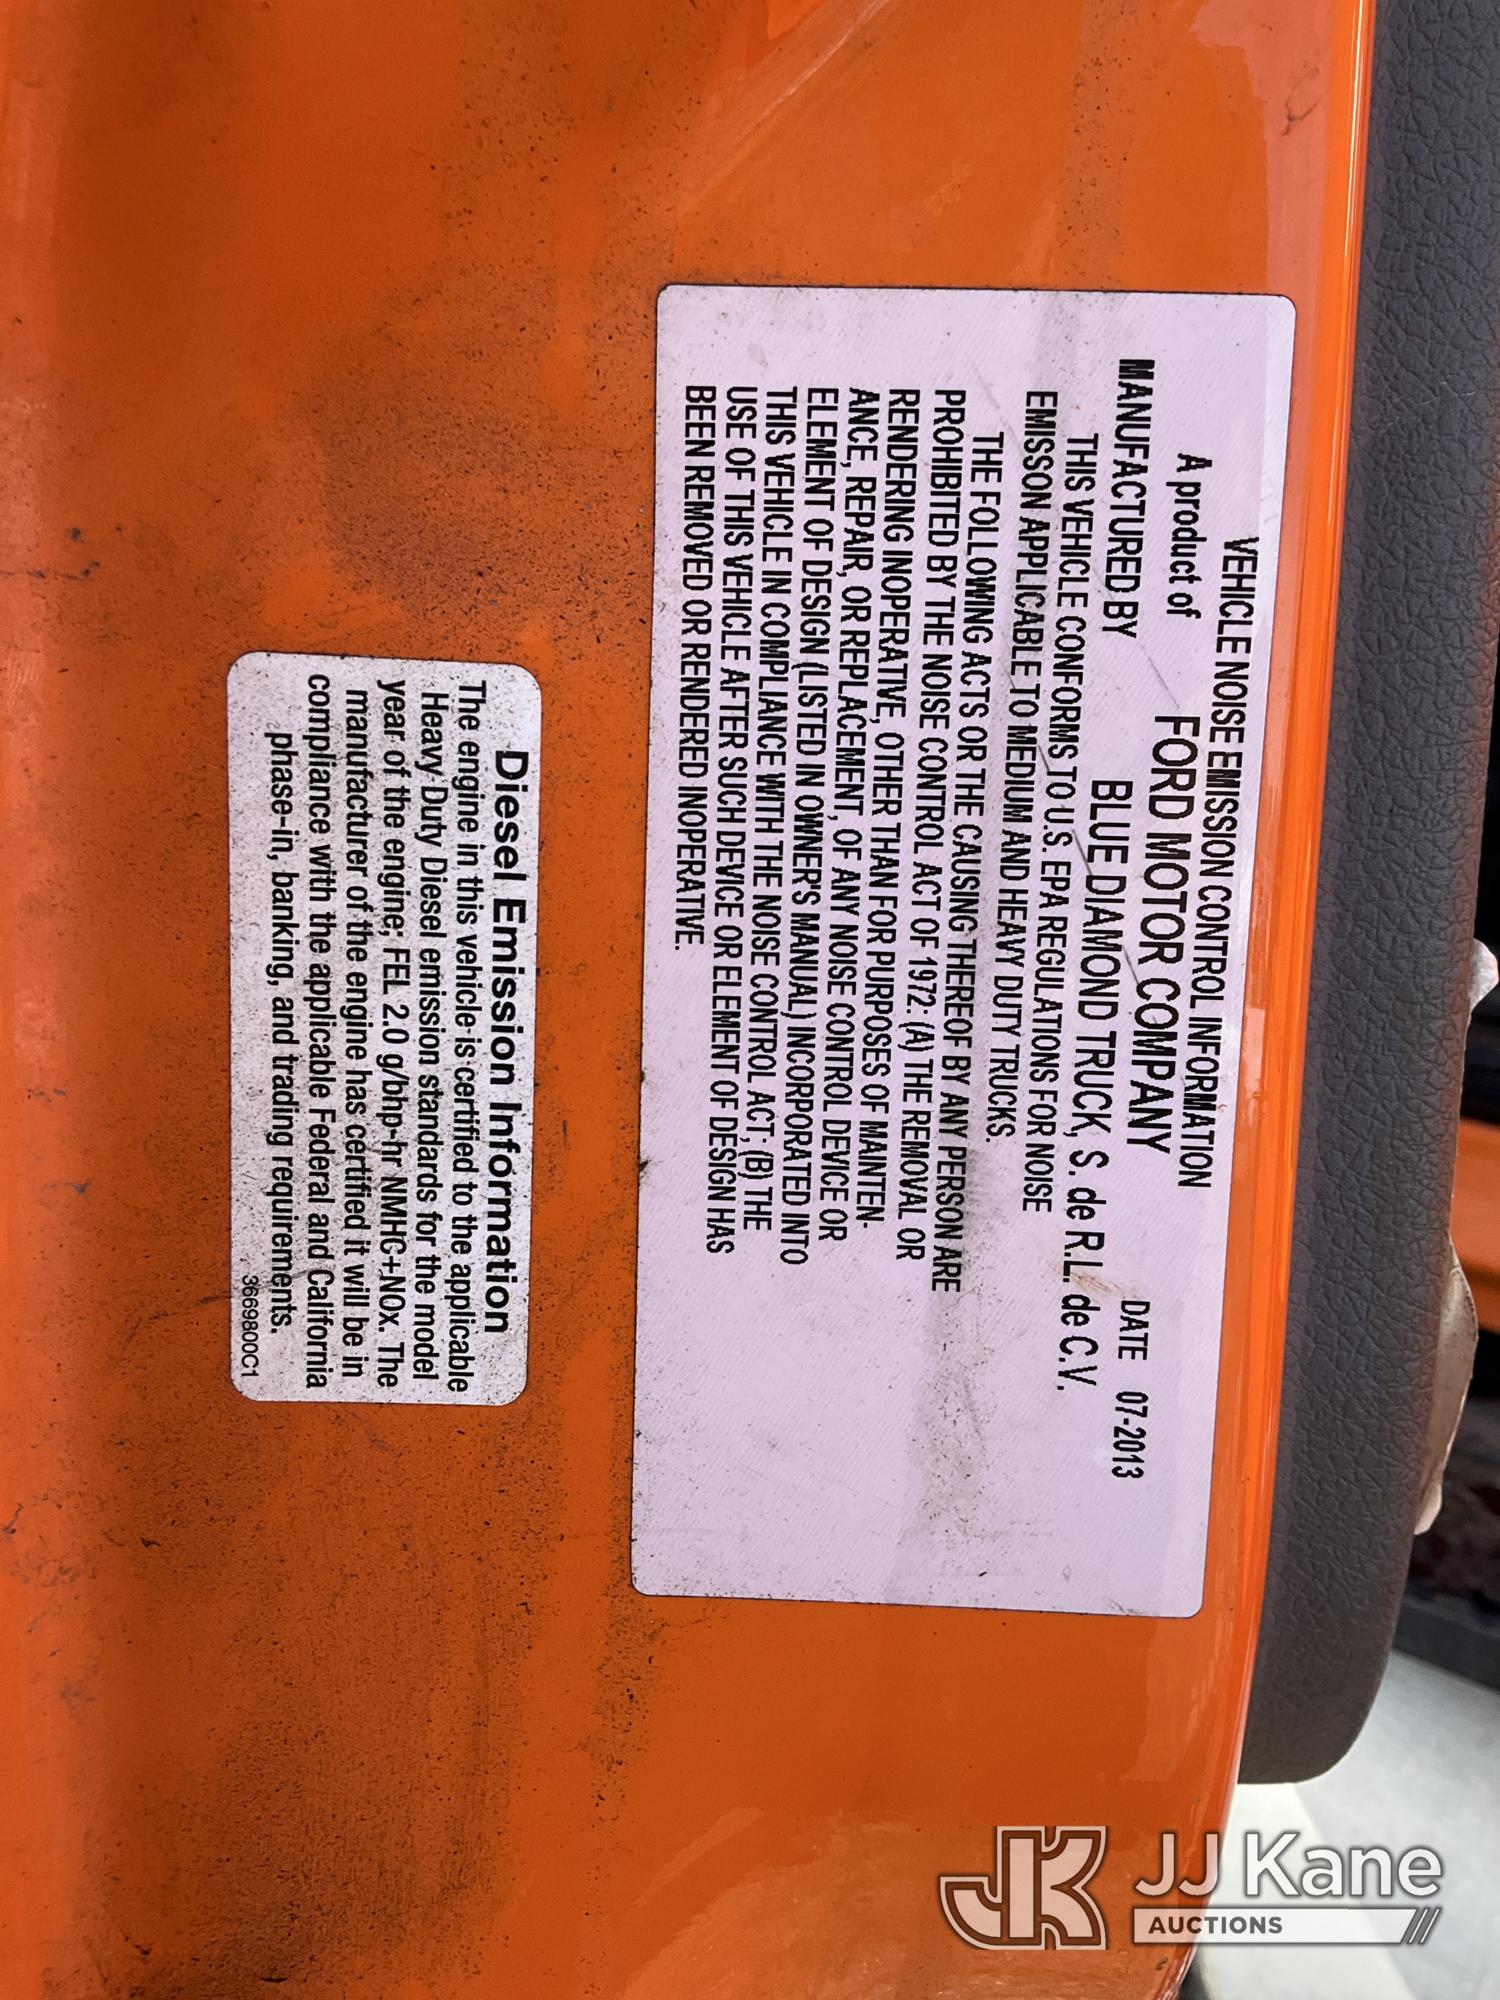 VEHICLE NOISE EMISSION CONTROL INFORMATION
A product of FORD MOTOR COMPANY DATE 07-2013
MANUFACTURED BY BLUE DIAMOND TRUCK, S. de R.L. de C.V.
THIS VEHICLE CONFORMS TO U.S. EPA REGULATIONS FOR NOISE
EMISSON APPLICABLE TO MEDIUM AND HEAVY DUTY TRUCKS.
THE FOLLOWING ACTS OR THE CAUSING THEREOF BY ANY PERSON ARE
PROHIBITED BY THE NOISE CONTROL ACT OF 1972: (A) THE REMOVAL OR
RENDERING INOPERATIVE, OTHER THAN FOR PURPOSES OF MAINTEN-
ANCE, REPAIR, OR REPLACEMENT, OF ANY NOISE CONTROL DEVICE OR
ELEMENT OF DESIGN (LISTED IN OWNER'S MANUAL) INCORPORATED INTO
THIS VEHICLE IN COMPLIANCE WITH THE NOISE CONTROL ACT; (B) THE
USE OF THIS VEHICLE AFTER SUCH DEVICE OR ELEMENT OF DESIGN HAS
BEEN REMOVED OR RENDERED INOPERATIVE.
Diesel Emission Information
The engine in this vehicle is certified to the applicable
Heavy Duty Diesel emission standards for the model
year of the engine; FEL 2.0 g/bhp-hr NMHC+NOx. The
manufacturer of the engine has certified it will be in
compliance with the applicable Federal and California
phase-in, banking, and trading requirements.
3669800C1
JK JJ Kane
AUCTIONS